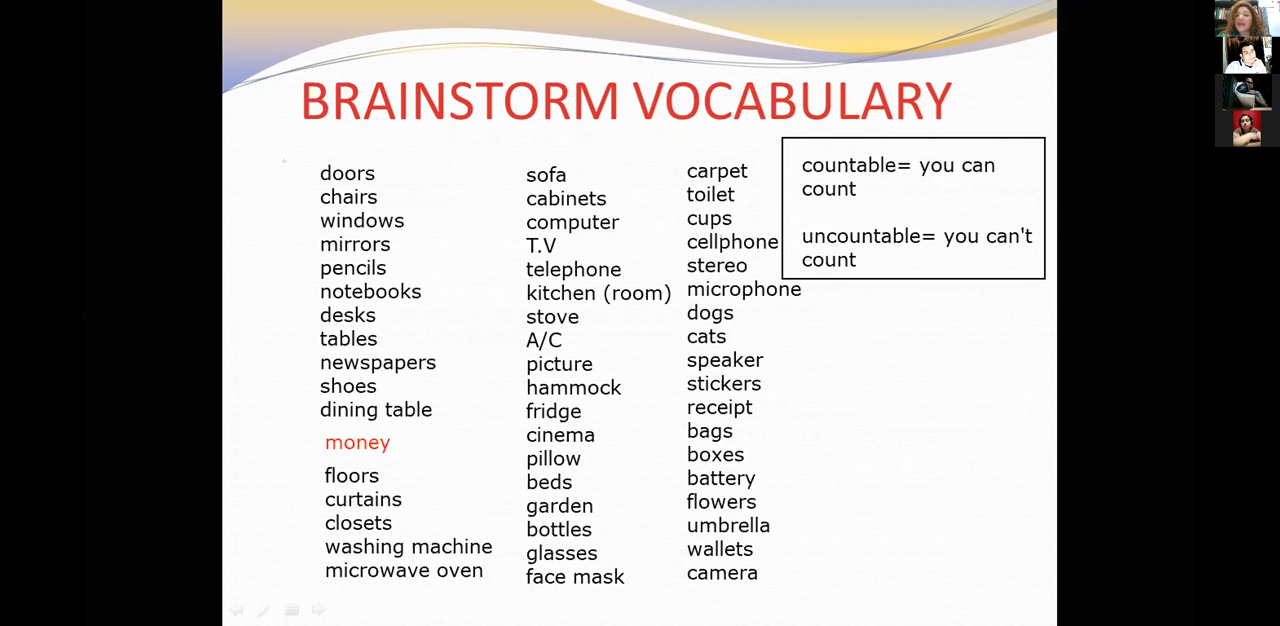 BRAINSTORM VOCABULARY
doors
chairs
windows
mirrors
pencils
notebooks
desks
tables
newspapers
shoes
dining table
money
floors
curtains
closets
washing machine
microwave oven
sofa
cabinets
computer
T.V
telephone
kitchen (room)
stove
A/C
picture
hammock
fridge
cinema
pillow
beds
garden
bottles
glasses
face mask
carpet
toilet
cups
cellphone
stereo
microphone
dogs
cats
speaker
stickers
receipt
bags
boxes
battery
flowers
umbrella
wallets
camera
countable= you can
count
uncountable= you can't
count